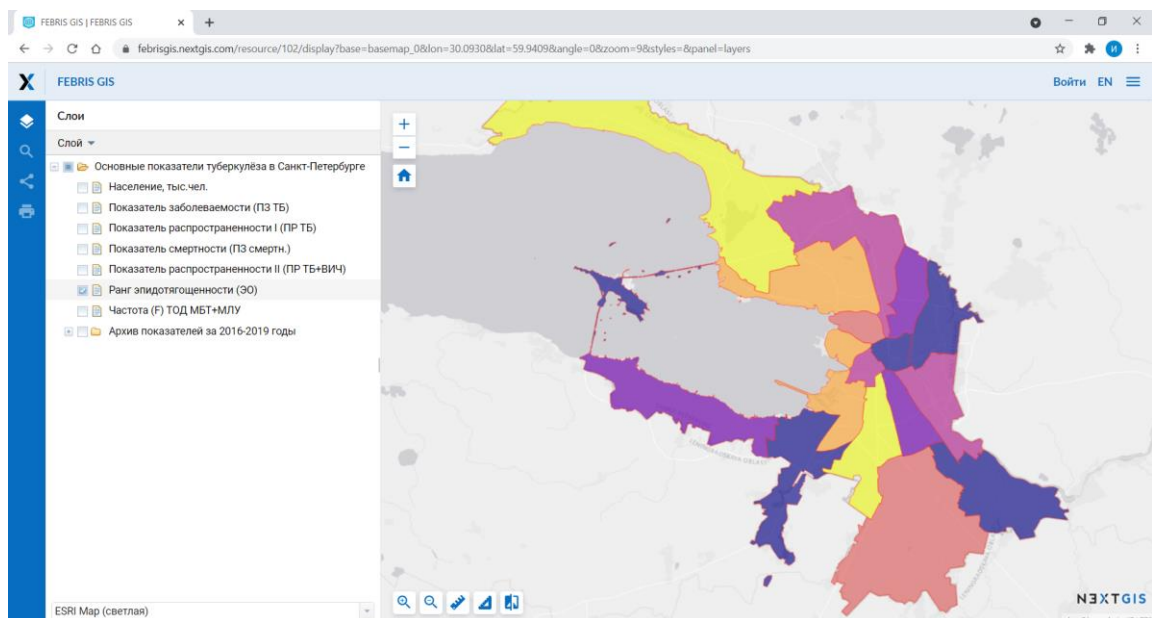 FEBRIS GIS | FEBRIS GIS
febrisgis.nextgis.com/resource/102/display?base=basemap_0&lon=30.0930&lat=59.9409&angle=0&zoom=9&styles=&panel=layers
И
FEBRIS GIS
Войти EN
Слои
Слой
Основные показатели туберкулёза в Санкт-Петербурге
Население, тыс.чел.
Показатель заболеваемости (ПЗ ТБ)
Показатель распространенности I (ПР ТБ)
Показатель смертности (ПЗ смертн.)
Показатель распространенности II (ПР ТБ+ВИЧ)
Ранг эпидотягощенности (ЭО)
Частота (F) ТОД МБТ+МЛУ
Архив показателей за 2016-2019 годы
ESRI Map (светлая)
NEXTGIS